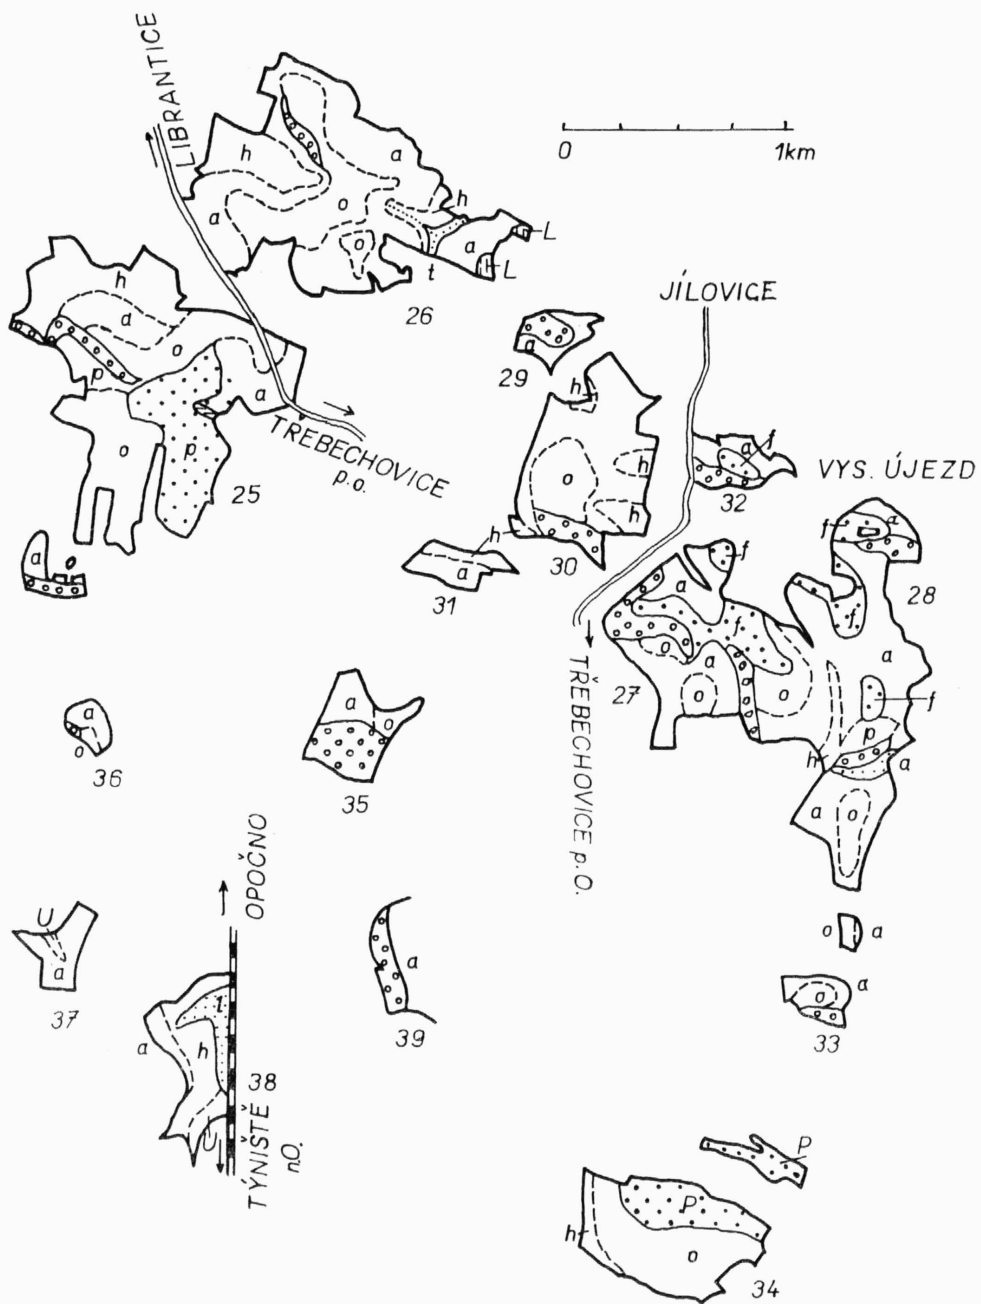 LIBRANTICE
h
a
h
a
o
o
a
L
L
t
26
0
1km
h
a
o
p
a
o
p
25
TŘEBECHOVICE
p.o.
a
29
JÍLOVICE
h
o
h
h
h
30
a
31
a
f
32
VYS. ÚJEZD
f
a
28
f
f
a
f
o
a
o
o
27
a
f
p
h
a
a
o
TŘEBECHOVICE p.O.
a
a
o
36
a
o
35
OPOČNO
U
a
37
l
a
h
U
38
TÝNIŠTĚ
n.O.
a
39
o
a
o
a
33
P
P
h
o
34